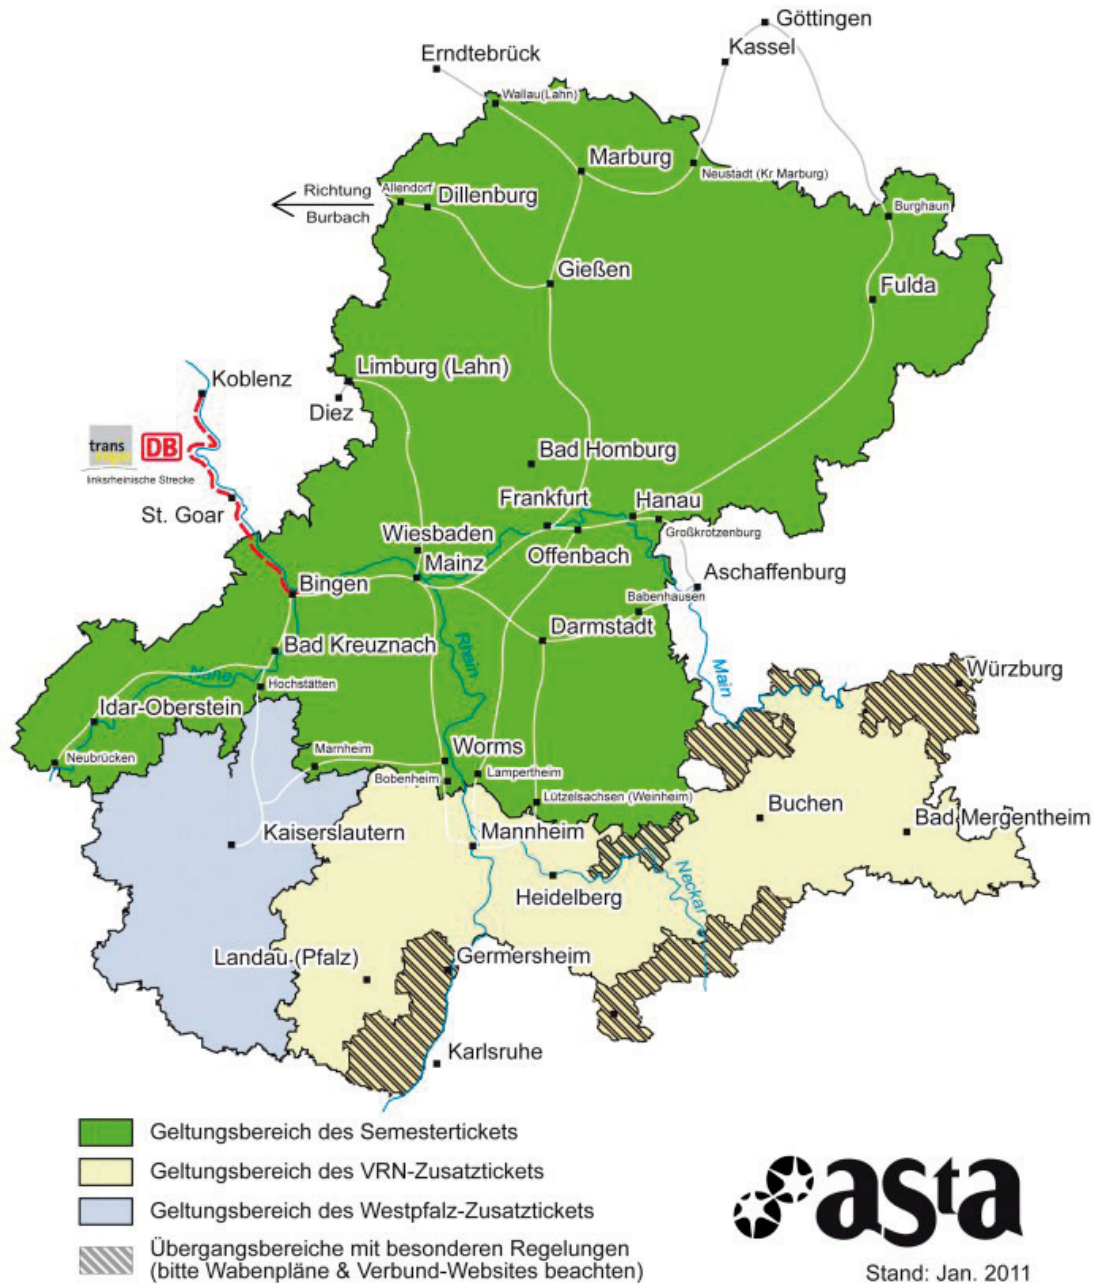 Göttingen
Kassel
Erndtebrück
Wallau(Lahn)
Marburg
Neustadt (Kr Marburg)
Richtung
Burbach
Allendorf
Dillenburg
Burghaun
Gießen
Fulda
Limburg (Lahn)
Koblenz
Diez
trans
regio
DB
linksrheinische Strecke
Bad Homburg
St. Goar
Frankfurt
Hanau
Wiesbaden
Großkrotzenburg
Offenbach
Mainz
Aschaffenburg
Bingen
Babenhausen
Darmstadt
Bad Kreuznach
Rhein
Main
Nahe
Hochstätten
Würzburg
Idar-Oberstein
Neubrücken
Marnheim
Worms
Bobenheim
Lampertheim
Lützelsachsen (Weinheim)
Buchen
Bad Mergentheim
Kaiserslautern
Mannheim
Heidelberg
Neckar
Landau (Pfalz)
Germersheim
Karlsruhe
Geltungsbereich des Semestertickets
Geltungsbereich des VRN-Zusatztickets
Geltungsbereich des Westpfalz-Zusatztickets
Übergangsbereiche mit besonderen Regelungen
(bitte Wabenpläne & Verbund-Websites beachten)
asta
Stand: Jan. 2011